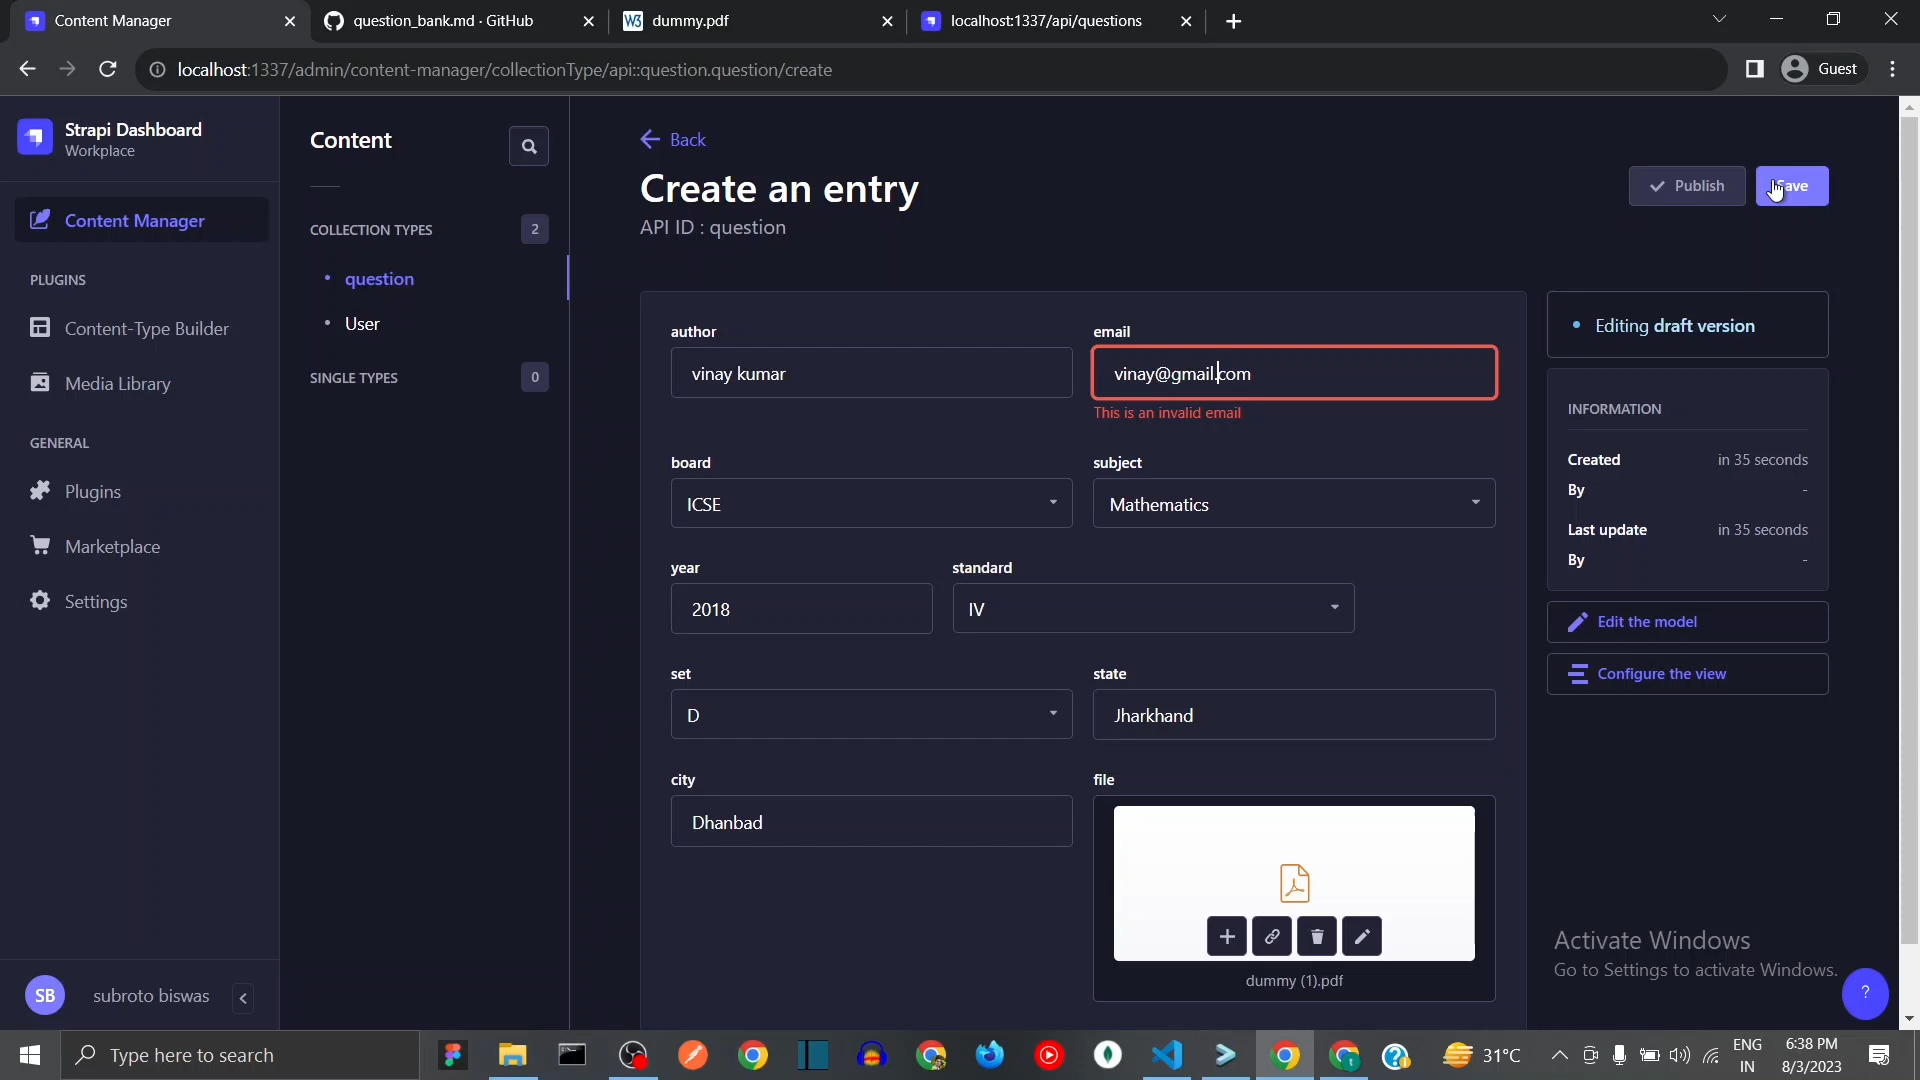 Content Manager
question_bank.md · GitHub
W3 dummy.pdf
localhost:1337/api/questions
localhost:1337/admin/content-manager/collectionType/api::question.question/create
Guest
Strapi Dashboard
Workplace
Content Manager
PLUGINS
Content-Type Builder
Media Library
GENERAL
Plugins
Marketplace
Settings
SB subroto biswas
Content
COLLECTION TYPES 2
question
User
SINGLE TYPES 0
Back
Create an entry
API ID : question
Publish
author
vinay kumar
email
vinay@gmail.com
This is an invalid email
board
ICSE
subject
Mathematics
year
2018
standard
IV
set
D
state
Jharkhand
city
Dhanbad
file
dummy (1).pdf
Editing draft version
INFORMATION
Created in 35 seconds
By -
Last update in 35 seconds
By -
Edit the model
Configure the view
Activate Windows
Go to Settings to activate Windows.
?
Type here to search
31°C
ENG
IN
6:38 PM
8/3/2023